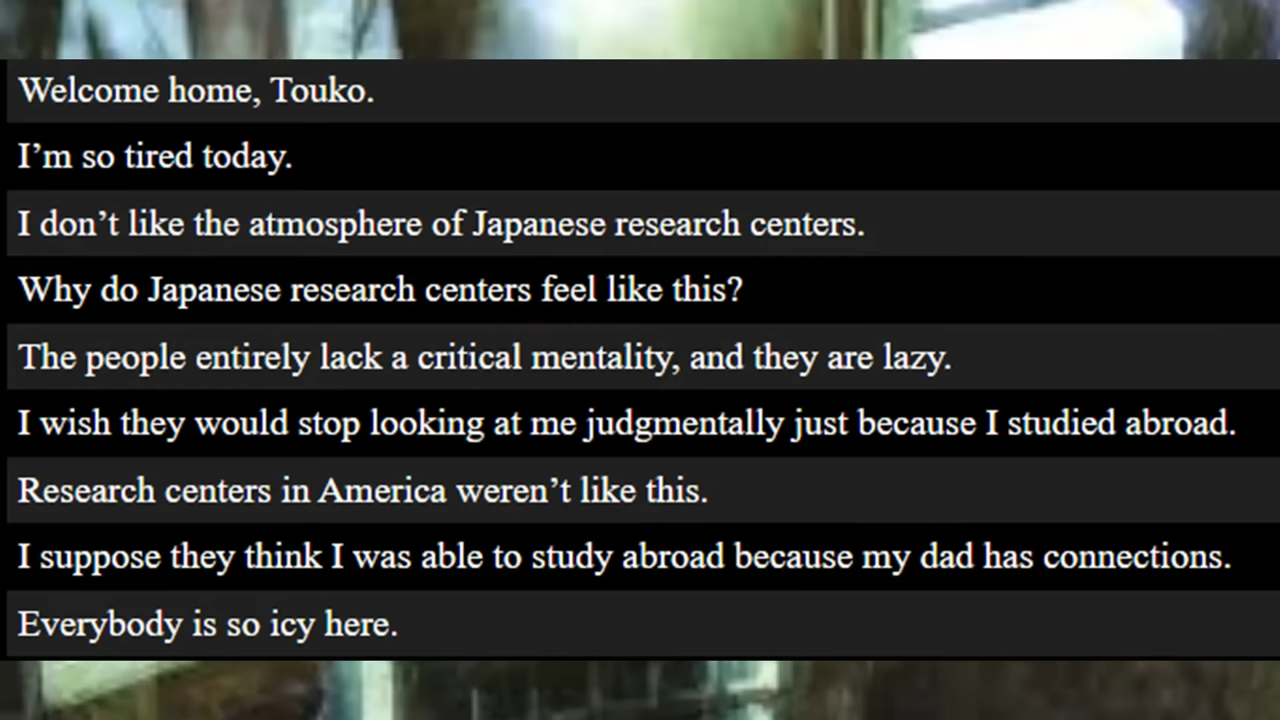 Welcome home, Touko.
I’m so tired today.
I don’t like the atmosphere of Japanese research centers.
Why do Japanese research centers feel like this?
The people entirely lack a critical mentality, and they are lazy.
I wish they would stop looking at me judgmentally just because I studied abroad.
Research centers in America weren’t like this.
I suppose they think I was able to study abroad because my dad has connections.
Everybody is so icy here.